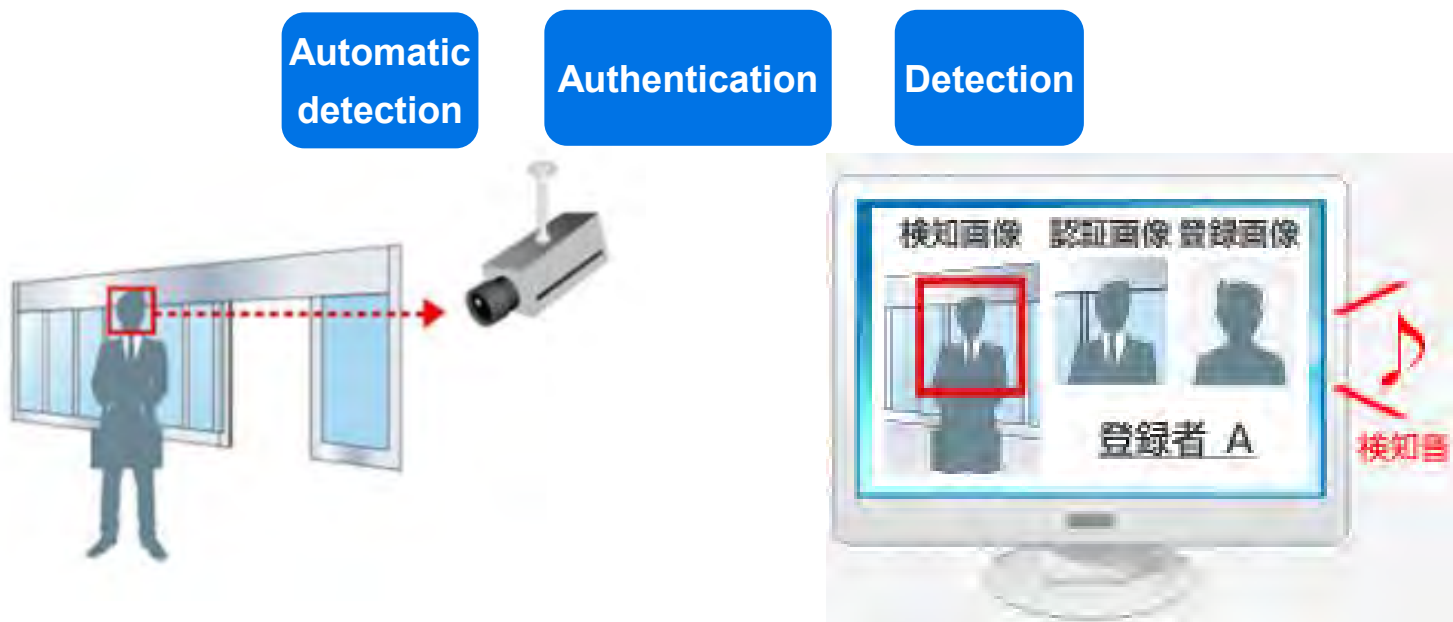 Automatic
detection
Authentication
Detection
検知画像 認証画像 登録画像
登録者 A
検知音